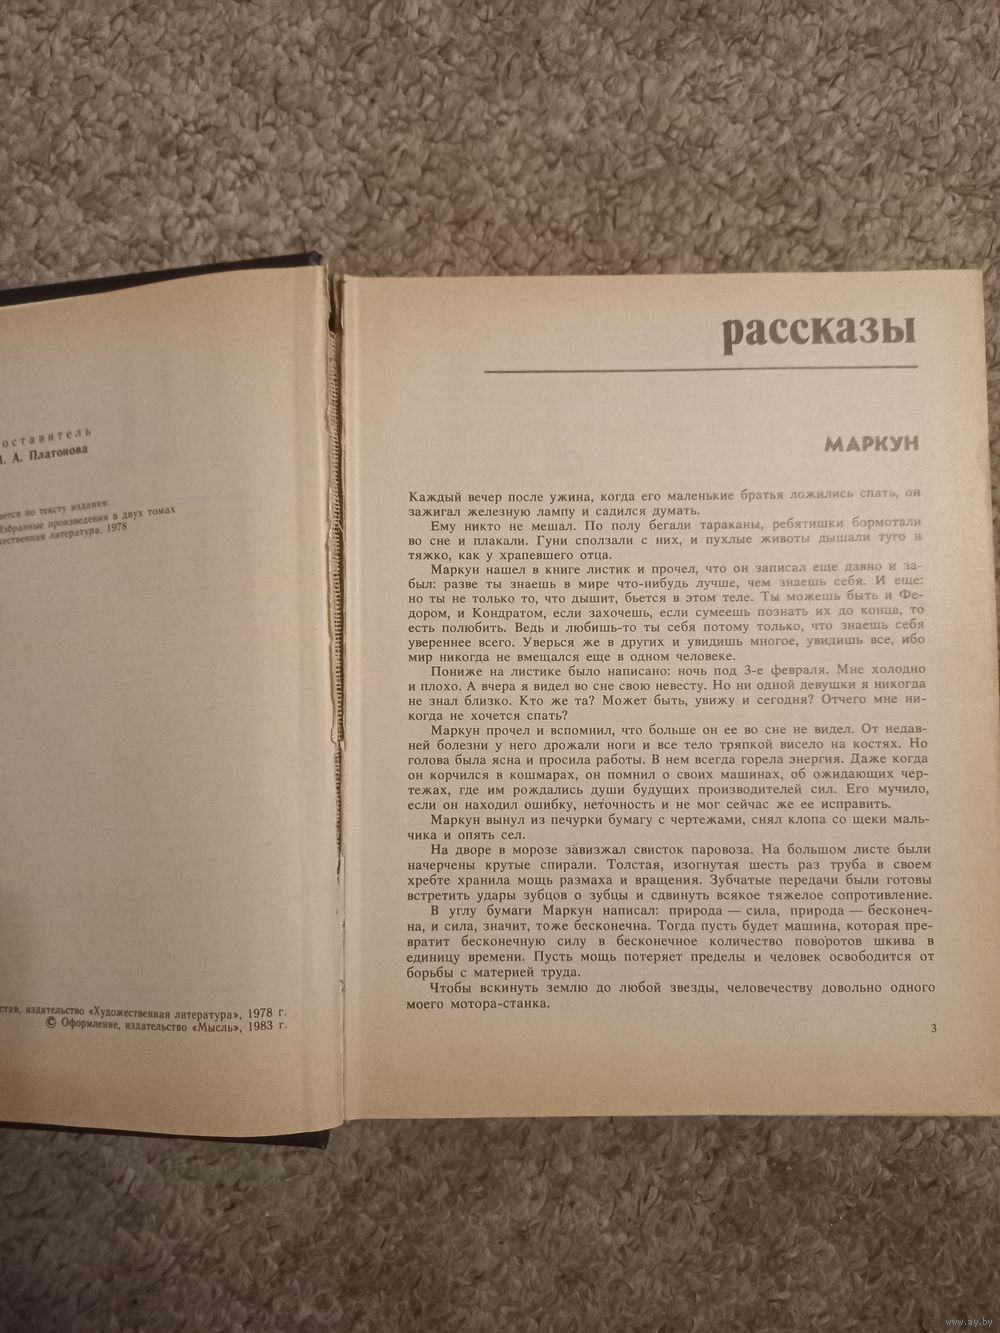 оставитель
А. Платонова
ется по тексту издания:
Избранные произведения в двух томах
ественная литература, 1978
став, издательство «Художественная литература», 1978 г.
© Оформление, издательство «Мысль», 1983 г.
рассказы
МАРКУН
Каждый вечер после ужина, когда его маленькие братья ложились спать, он
зажигал железную лампу и садился думать.
Ему никто не мешал. По полу бегали тараканы, ребятишки бормотали
во сне и плакали. Гуни сползали с них, и пухлые животы дышали туго и
тяжко, как у храпевшего отца.
Маркун нашел в книге листик и прочел, что он записал еще давно и за-
был: разве ты знаешь в мире что-нибудь лучше, чем знаешь себя. И еще:
но ты не только то, что дышит, бьется в этом теле. Ты можешь быть и Фе-
дором, и Кондратом, если захочешь, если сумеешь познать их до конца, то
есть полюбить. Ведь и любишь-то ты себя потому только, что знаешь себя
увереннее всего. Уверься же в других и увидишь многое, увидишь все, ибо
мир никогда не вмещался еще в одном человеке.
Пониже на листике было написано: ночь под 3-е февраля. Мне холодно
и плохо. А вчера я видел во сне свою невесту. Но ни одной девушки я никогда
не знал близко. Кто же та? Может быть, увижу и сегодня? Отчего мне ни-
когда не хочется спать?
Маркун прочел и вспомнил, что больше он ее во сне не видел. От недав-
ней болезни у него дрожали ноги и все тело тряпкой висело на костях. Но
голова была ясна и просила работы. В нем всегда горела энергия. Даже когда
он корчился в кошмарах, он помнил о своих машинах, об ожидающих чер-
тежах, где им рождались души будущих производителей сил. Его мучило,
если он находил ошибку, неточность и не мог сейчас же ее исправить.
Маркун вынул из печурки бумагу с чертежами, снял клопа со щеки маль-
чика и опять сел.
На дворе в морозе завизжал свисток паровоза. На большом листе были
начерчены крутые спирали. Толстая, изогнутая шесть раз труба в своем
хребте хранила мощь размаха и вращения. Зубчатые передачи были готовы
встретить удары зубцов о зубцы и сдвинуть всякое тяжелое сопротивление.
В углу бумаги Маркун написал: природа — сила, природа — бесконеч-
на, и сила, значит, тоже бесконечна. Тогда пусть будет машина, которая пре-
вратит бесконечную силу в бесконечное количество поворотов шкива в
единицу времени. Пусть мощь потеряет пределы и человек освободится от
борьбы с материей труда.
Чтобы вскинуть землю до любой звезды, человечеству довольно одного
моего мотора-станка.
3
www.ay.by